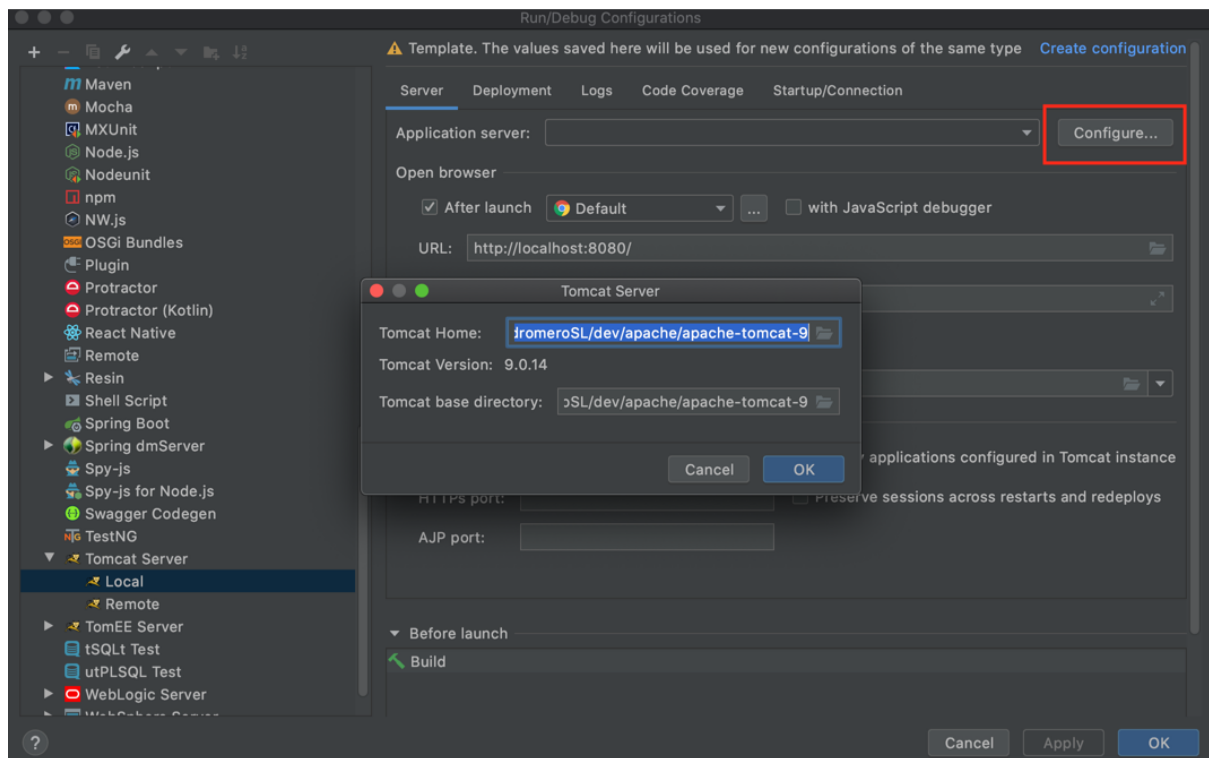 Run/Debug Configurations
Template. The values saved here will be used for new configurations of the same type Create configuration
Maven
Mocha
MXUnit
Node.js
Nodeunit
npm
NW.js
OSGi Bundles
Plugin
Protractor
Protractor (Kotlin)
React Native
Remote
Resin
Shell Script
Spring Boot
Spring dmServer
Spy-js
Spy-js for Node.js
Swagger Codegen
TestNG
Tomcat Server
Local
Remote
TomEE Server
tSQLt Test
utPLSQL Test
WebLogic Server
Server Deployment Logs Code Coverage Startup/Connection
Application server: Configure...
Open browser
After launch Default ... with JavaScript debugger
URL: http://localhost:8080/
Tomcat Server
Tomcat Home: dromeroSL/dev/apache/apache-tomcat-9
Tomcat Version: 9.0.14
Tomcat base directory: oSL/dev/apache/apache-tomcat-9
Cancel OK
applications configured in Tomcat instance
HTTPs port: Preserve sessions across restarts and redeploys
AJP port:
Before launch
Build
? Cancel Apply OK